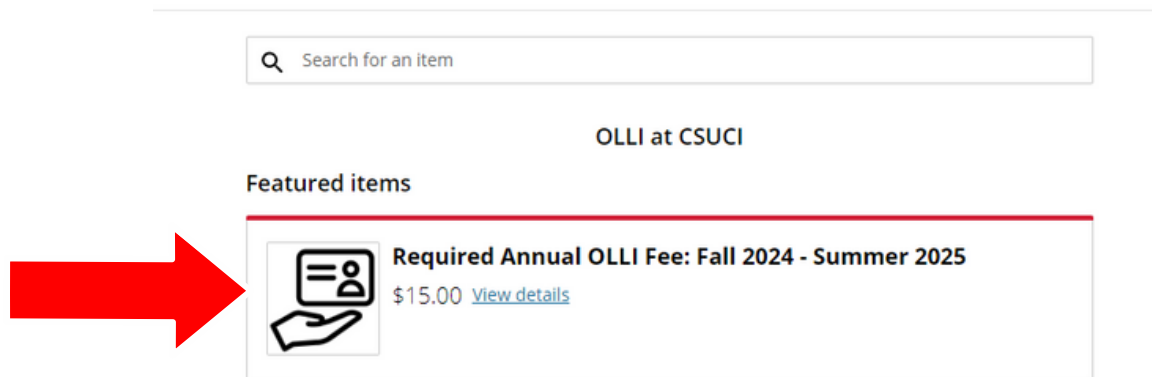 Search for an item
OLLI at CSUCI
Featured items
Required Annual OLLI Fee: Fall 2024 - Summer 2025
$15.00 View details